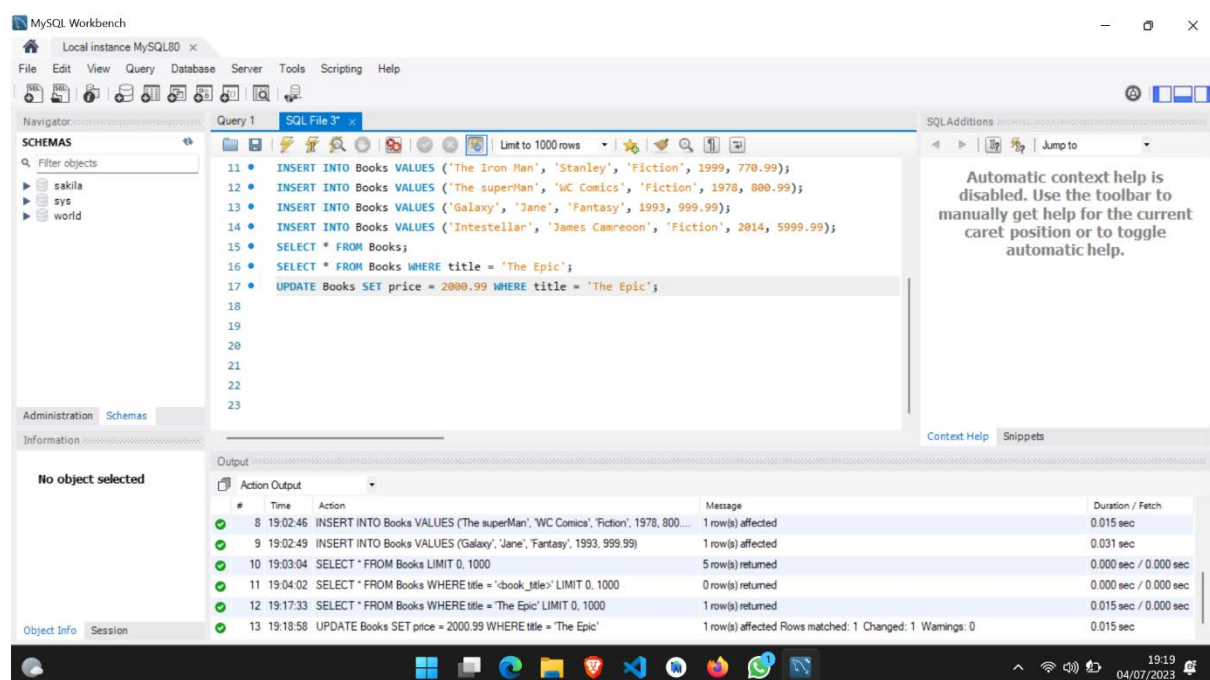 MySQL Workbench
Local instance MySQL80 ×
File Edit View Query Database Server Tools Scripting Help
Navigator
SCHEMAS
Filter objects
sakila
sys
world
Administration Schemas
Information
No object selected
Object Info Session
Query 1 SQL File 3* ×
Limit to 1000 rows
11 INSERT INTO Books VALUES ('The Iron Man', 'Stanley', 'Fiction', 1999, 770.99);
12 INSERT INTO Books VALUES ('The superMan', 'WC Comics', 'Fiction', 1978, 800.99);
13 INSERT INTO Books VALUES ('Galaxy', 'Jane', 'Fantasy', 1993, 999.99);
14 INSERT INTO Books VALUES ('Intestellar', 'James Camreoon', 'Fiction', 2014, 5999.99);
15 SELECT * FROM Books;
16 SELECT * FROM Books WHERE title = 'The Epic';
17 UPDATE Books SET price = 2000.99 WHERE title = 'The Epic';
18
19
20
21
22
23
SQLAdditions
Jump to
Automatic context help is
disabled. Use the toolbar to
manually get help for the current
caret position or to toggle
automatic help.
Context Help Snippets
Output
Action Output
# Time Action Message Duration / Fetch
8 19:02:46 INSERT INTO Books VALUES ('The superMan', 'WC Comics', 'Fiction', 1978, 800.... 1 row(s) affected 0.015 sec
9 19:02:49 INSERT INTO Books VALUES ('Galaxy', 'Jane', 'Fantasy', 1993, 999.99) 1 row(s) affected 0.031 sec
10 19:03:04 SELECT * FROM Books LIMIT 0, 1000 5 row(s) returned 0.000 sec / 0.000 sec
11 19:04:02 SELECT * FROM Books WHERE title = '<book_title>' LIMIT 0, 1000 0 row(s) returned 0.000 sec / 0.000 sec
12 19:17:33 SELECT * FROM Books WHERE title = 'The Epic' LIMIT 0, 1000 1 row(s) returned 0.015 sec / 0.000 sec
13 19:18:58 UPDATE Books SET price = 2000.99 WHERE title = 'The Epic' 1 row(s) affected Rows matched: 1 Changed: 1 Warnings: 0 0.015 sec
19:19
04/07/2023